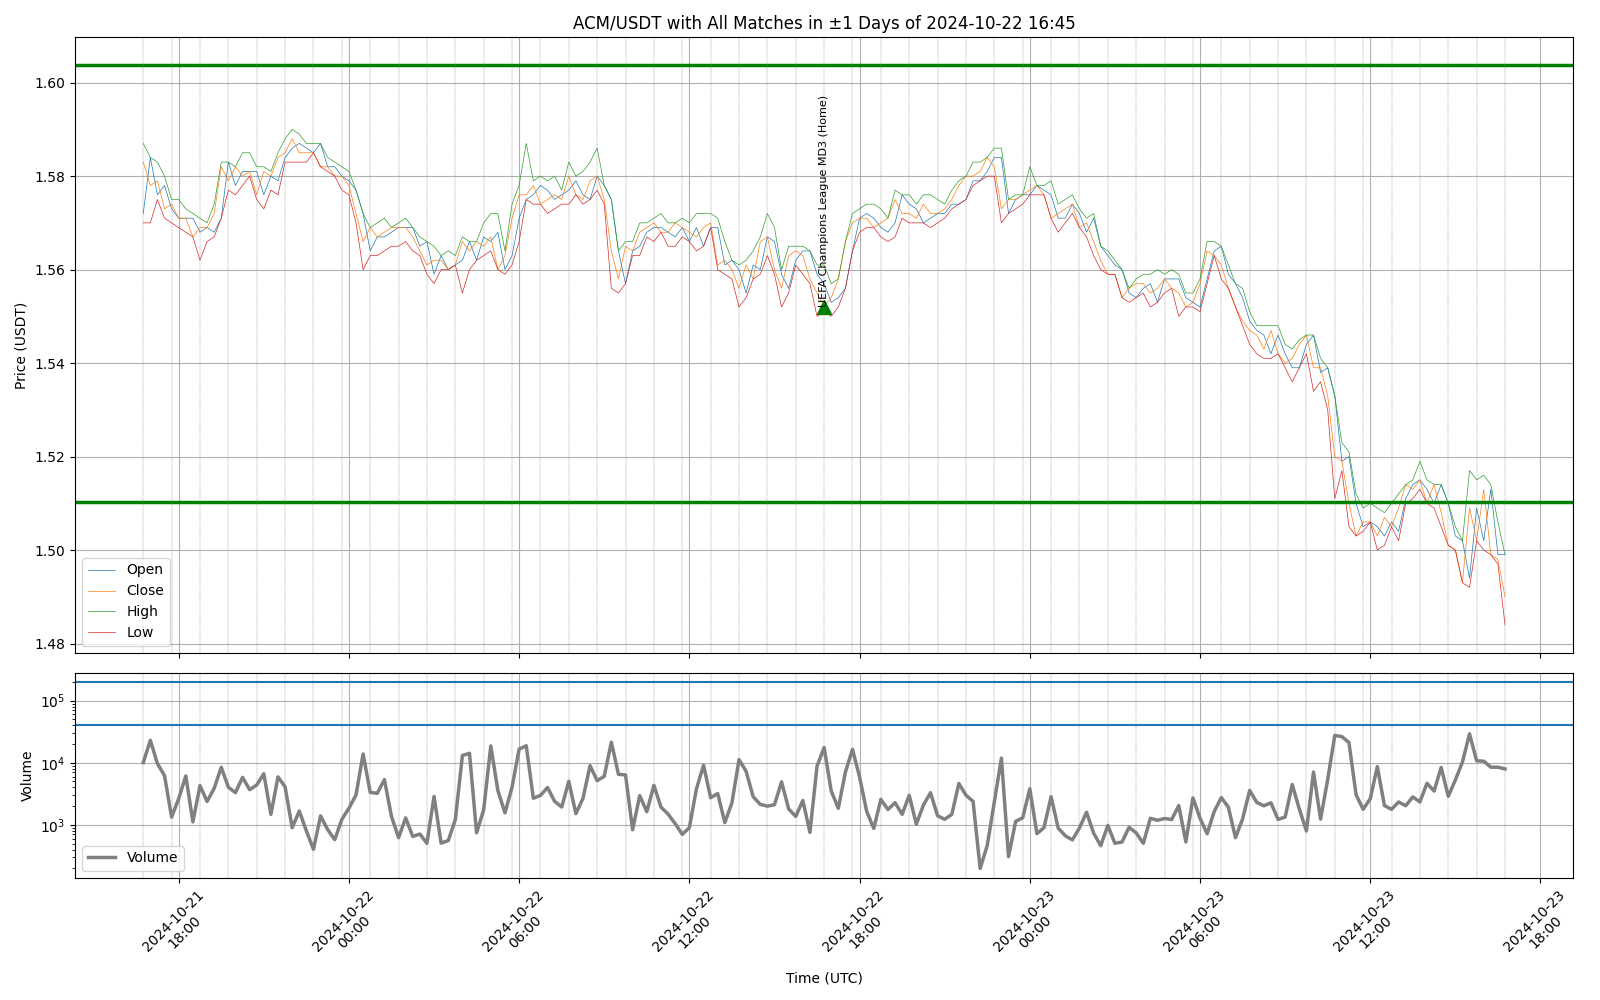 ACM/USDT with All Matches in ±1 Days of 2024-10-22 16:45
Price (USDT)
1.60
1.58
1.56
1.54
1.52
1.50
1.48
UEFA Champions League MD3 (Home)
Open
Close
High
Low
Volume
10⁵
10⁴
10³
Volume
2024-10-21
18:00
2024-10-22
00:00
2024-10-22
06:00
2024-10-22
12:00
2024-10-22
18:00
2024-10-23
00:00
2024-10-23
06:00
2024-10-23
12:00
2024-10-23
18:00
Time (UTC)